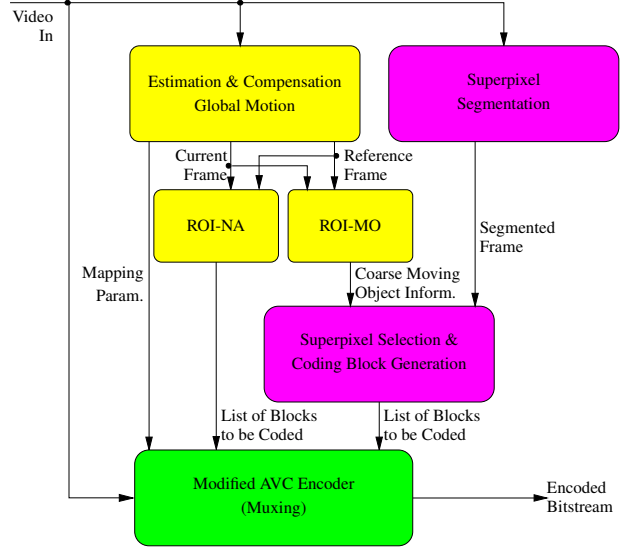 Video
In
Estimation & Compensation
Global Motion
Superpixel
Segmentation
Current
Frame
Reference
Frame
ROI-NA
ROI-MO
Segmented
Frame
Mapping
Param.
Coarse Moving
Object Inform.
Superpixel Selection &
Coding Block Generation
List of Blocks
to be Coded
List of Blocks
to be Coded
Modified AVC Encoder
(Muxing)
Encoded
Bitstream